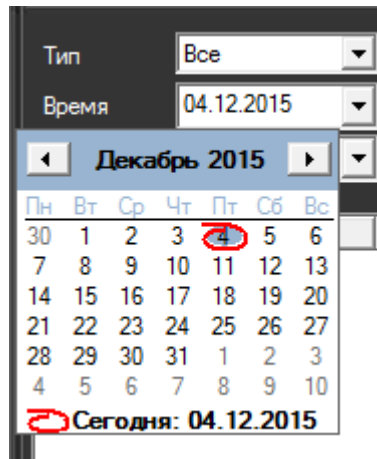 Тип Все
Время 04.12.2015
Декабрь 2015
Пн Вт Ср Чт Пт Сб Вс
30 1 2 3 4 5 6
7 8 9 10 11 12 13
14 15 16 17 18 19 20
21 22 23 24 25 26 27
28 29 30 31 1 2 3
4 5 6 7 8 9 10
Сегодня: 04.12.2015